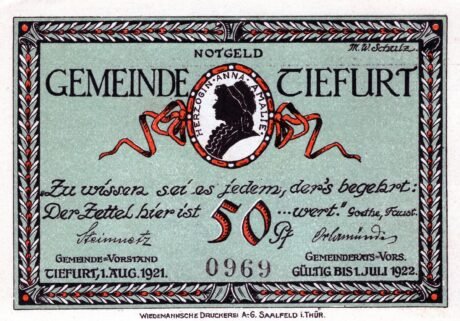 NOTGELD
M. W. Schulz.
GEMEINDE TIEFURT
HERZOGIN·ANNA·AMALIE
„Zu wissen sei es jedem, der's begehrt:
Der Zettel hier ist 50 ...wert." Goethe, Faust.
Steinmetz Pf Orlamünde
GEMEINDE-VORSTAND GEMEINDERATS-VORS.
TIEFURT, 1. AUG. 1921. 0969 GÜLTIG BIS 1. JULI 1922.
WIEDEMANNSCHE DRUCKEREI A.-G. SAALFELD i. THÜR.